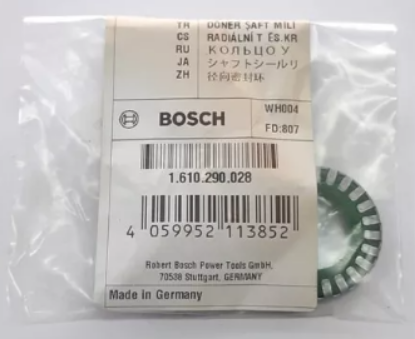 TR DÖNER ŞAFT MİLİ
CS RADIÁLNÍ T ĚS.KR
RU КОЛЬЦО У
JA シャフトシールリ
ZH 径向密封环
BOSCH
WH004
FD:807
1.610.290.028
4 059952 113852
Robert Bosch Power Tools GmbH,
70538 Stuttgart, GERMANY
Made in Germany